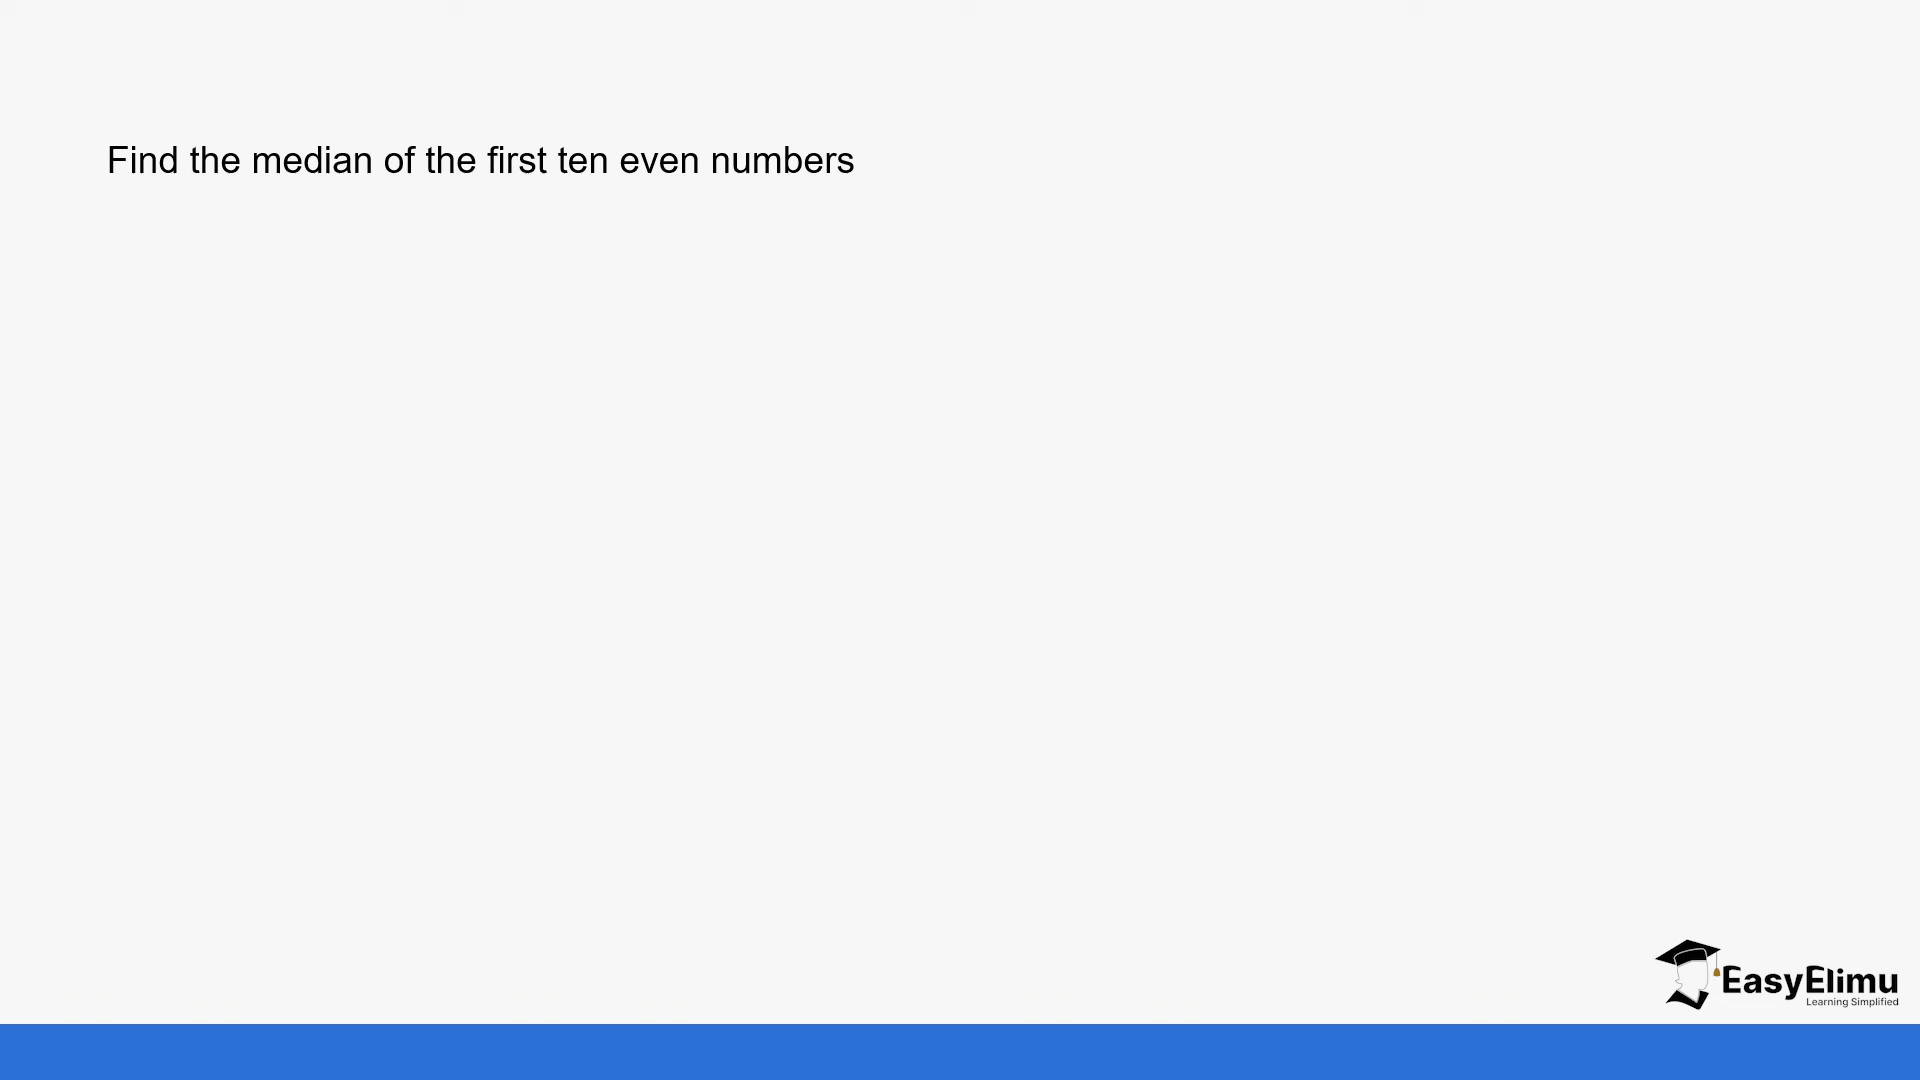 Find the median of the first ten even numbers
EasyElimu
Learning Simplified